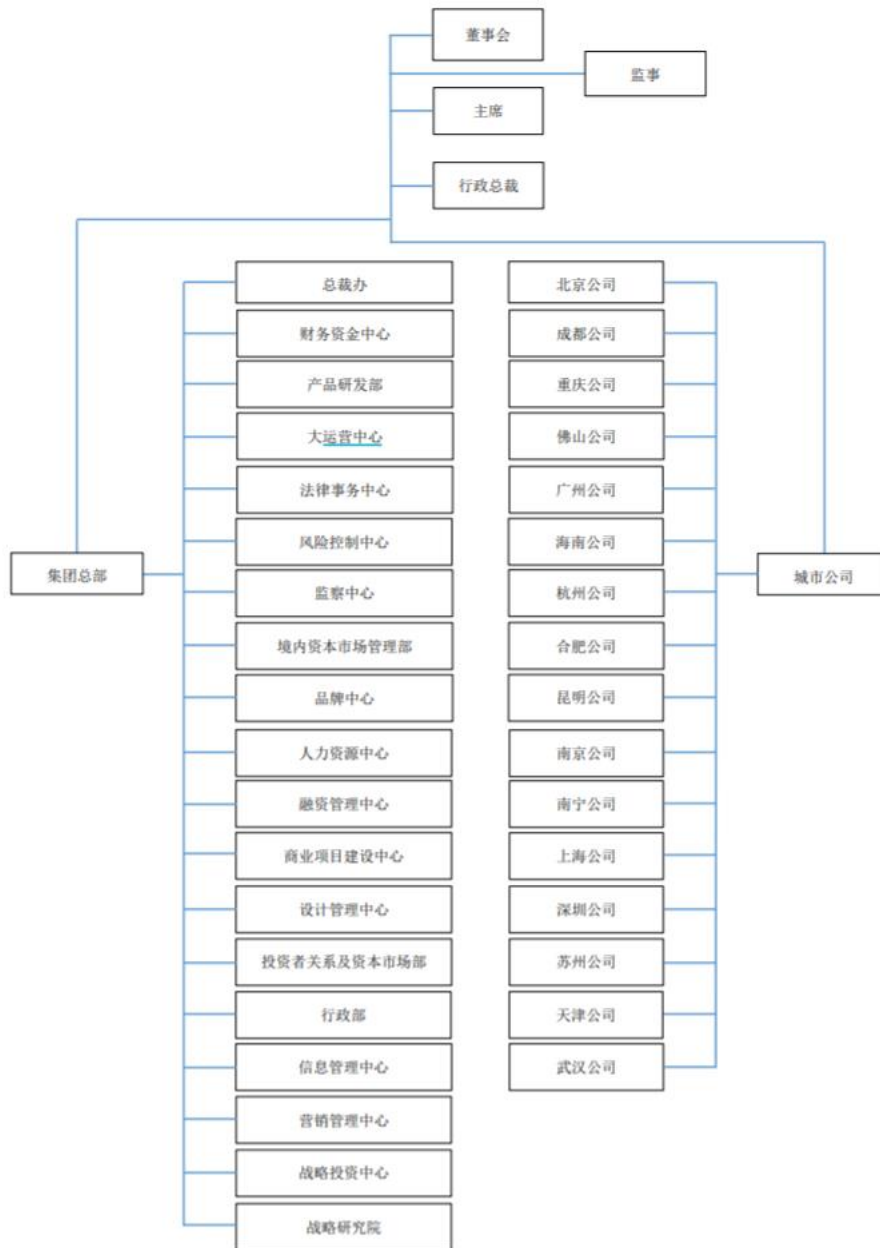 董事会
监事
主席
行政总裁
集团总部
总裁办
财务资金中心
产品研发部
大运营中心
法律事务中心
风险控制中心
监察中心
境内资本市场管理部
品牌中心
人力资源中心
融资管理中心
商业项目建设中心
设计管理中心
投资者关系及资本市场部
行政部
信息管理中心
营销管理中心
战略投资中心
战略研究院
城市公司
北京公司
成都公司
重庆公司
佛山公司
广州公司
海南公司
杭州公司
合肥公司
昆明公司
南京公司
南宁公司
上海公司
深圳公司
苏州公司
天津公司
武汉公司